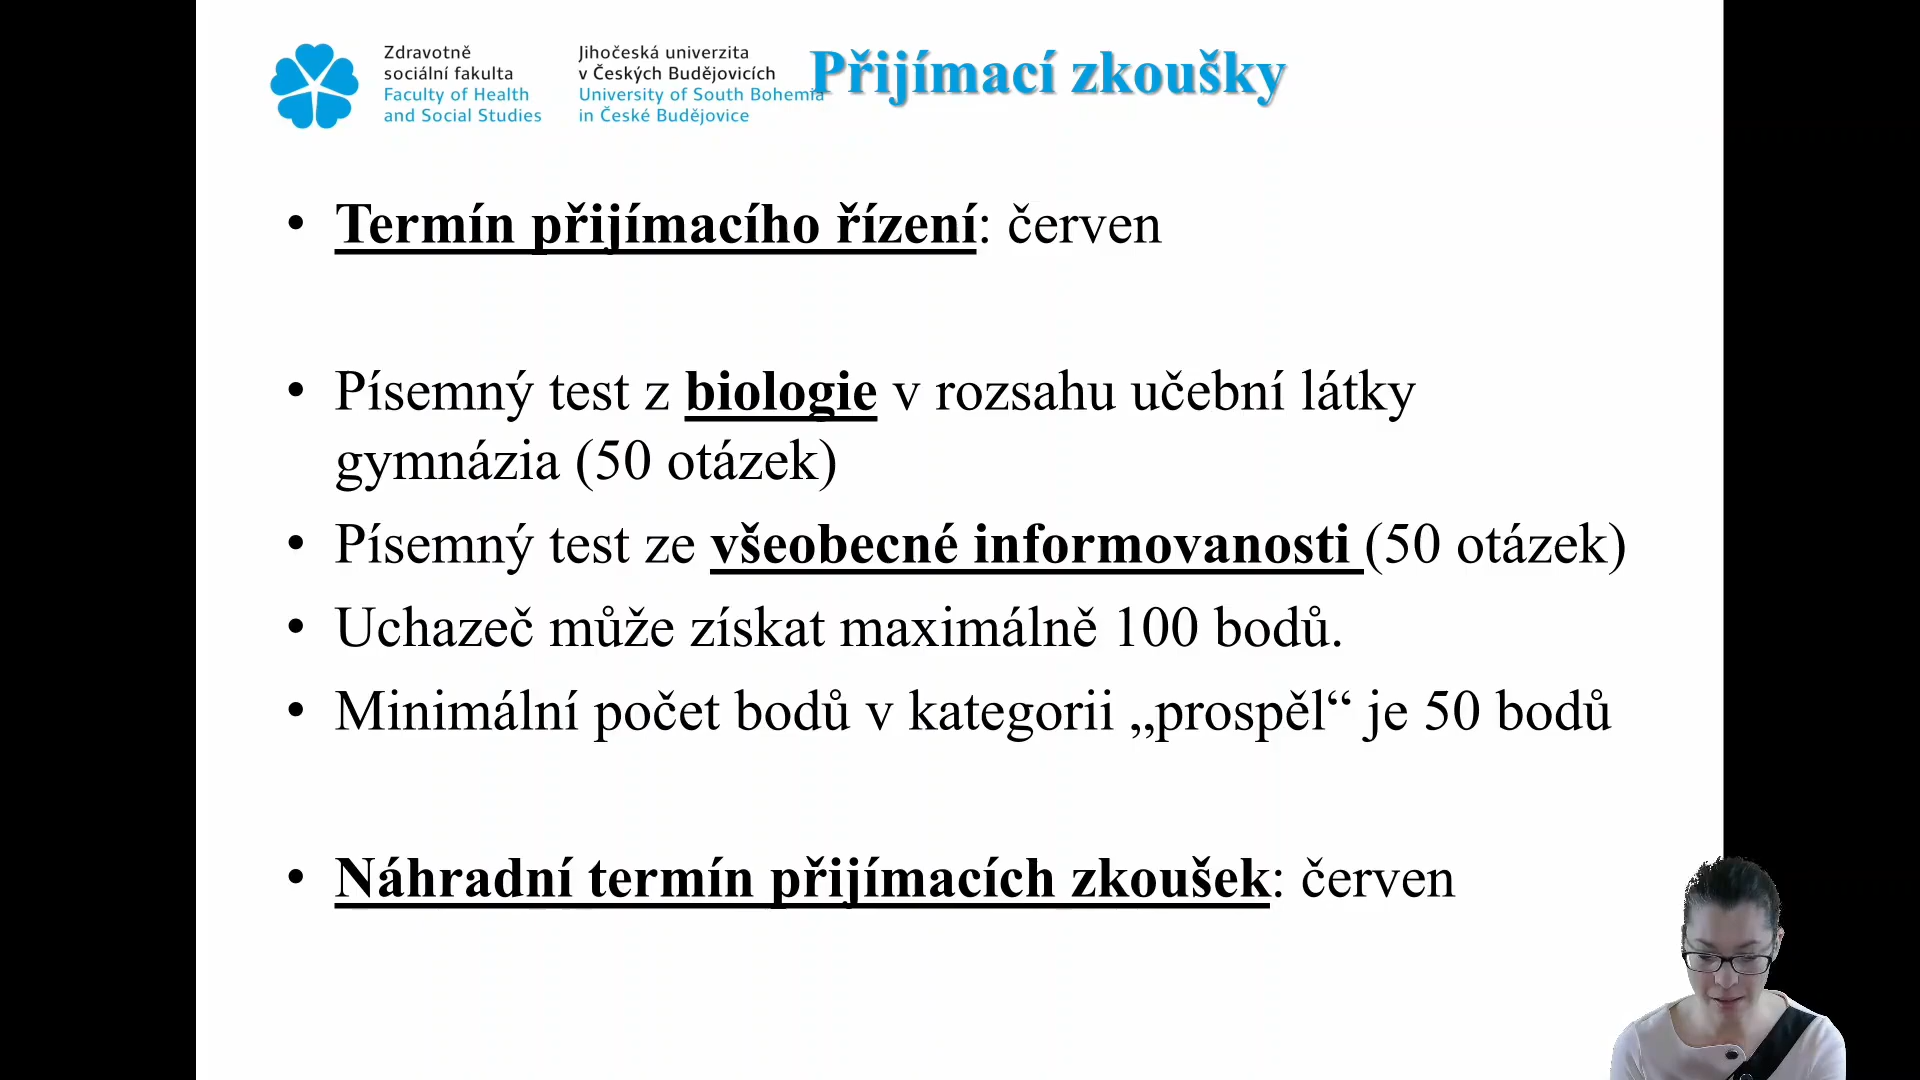 Zdravotně
sociální fakulta
Faculty of Health
and Social Studies
Jihočeská univerzita
v Českých Budějovicích
University of South Bohemia
in České Budějovice
Přijímací zkoušky
• Termín přijímacího řízení: červen
• Písemný test z biologie v rozsahu učební látky
gymnázia (50 otázek)
• Písemný test ze všeobecné informovanosti (50 otázek)
• Uchazeč může získat maximálně 100 bodů.
• Minimální počet bodů v kategorii „prospěl“ je 50 bodů
• Náhradní termín přijímacích zkoušek: červen